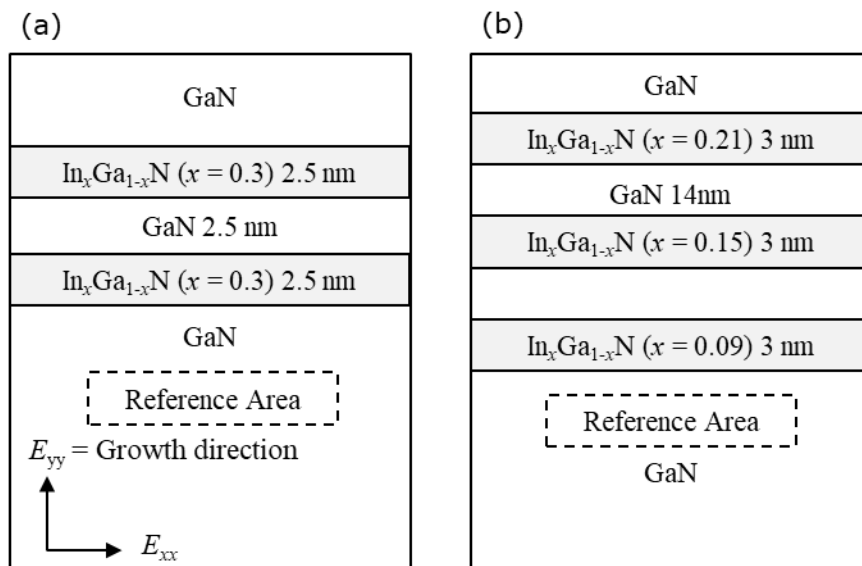 (a)
GaN
InₓGa₁₋ₓN (x = 0.3) 2.5 nm
GaN 2.5 nm
InₓGa₁₋ₓN (x = 0.3) 2.5 nm
GaN
Reference Area
Eyy = Growth direction
Exx
(b)
GaN
InₓGa₁₋ₓN (x = 0.21) 3 nm
GaN 14nm
InₓGa₁₋ₓN (x = 0.15) 3 nm
InₓGa₁₋ₓN (x = 0.09) 3 nm
Reference Area
GaN